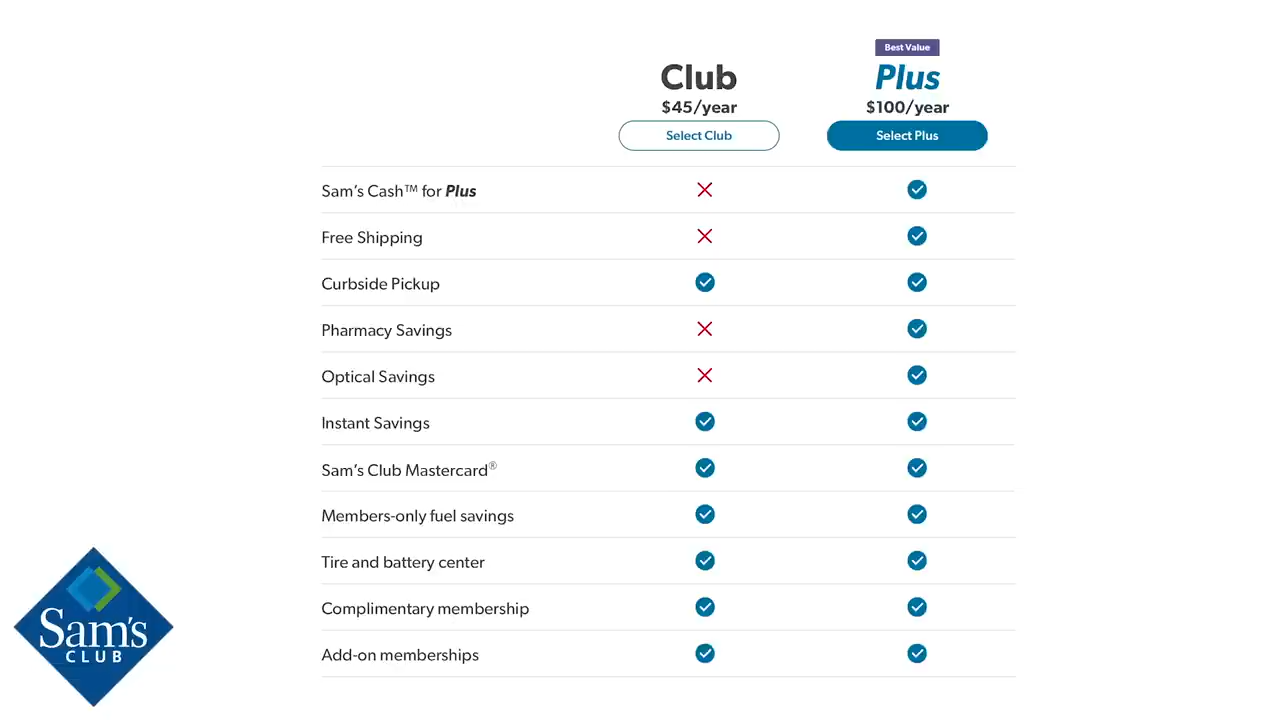 Best Value
Club
Plus
$45/year
$100/year
Select Club
Select Plus
Sam's Cash™ for Plus
Free Shipping
Curbside Pickup
Pharmacy Savings
Optical Savings
Instant Savings
Sam's Club Mastercard®
Members-only fuel savings
Tire and battery center
Complimentary membership
Add-on memberships
Sam's
CLUB